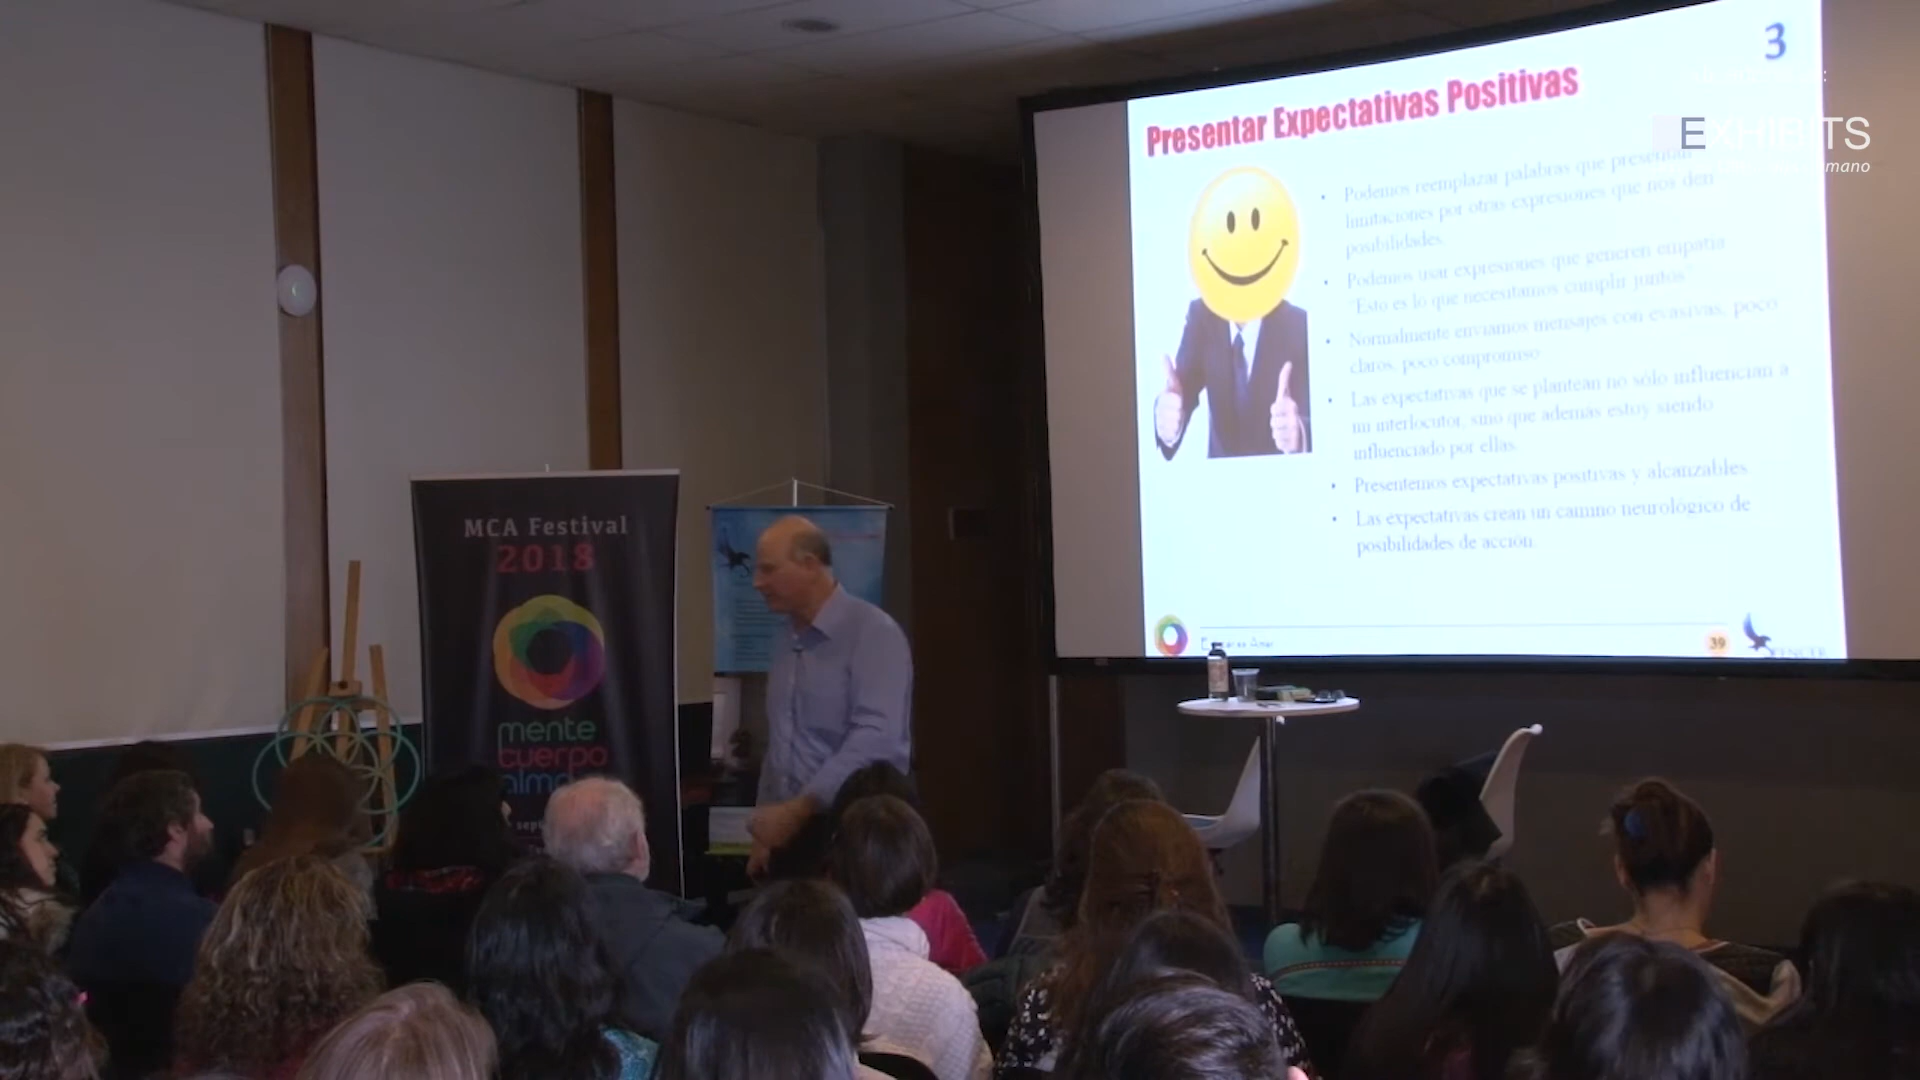 3
Presentar Expectativas Positivas
• Podemos reemplazar palabras que presentan
limitaciones por otras expresiones que nos den
posibilidades.
• Podemos usar expresiones que generen empatía
"Esto es lo que necesitamos cumplir juntos"
• Normalmente enviamos mensajes con evasivas, poco
claros, poco compromiso
• Las expectativas que se plantean no sólo influencian a
mi interlocutor, sino que además estoy siendo
influenciado por ellas.
• Presentemos expectativas positivas y alcanzables
• Las expectativas crean un camino neurológico de
posibilidades de acción.
39
EXHIBITS
MCA Festival
2018
mente
cuerpo
alma
sept